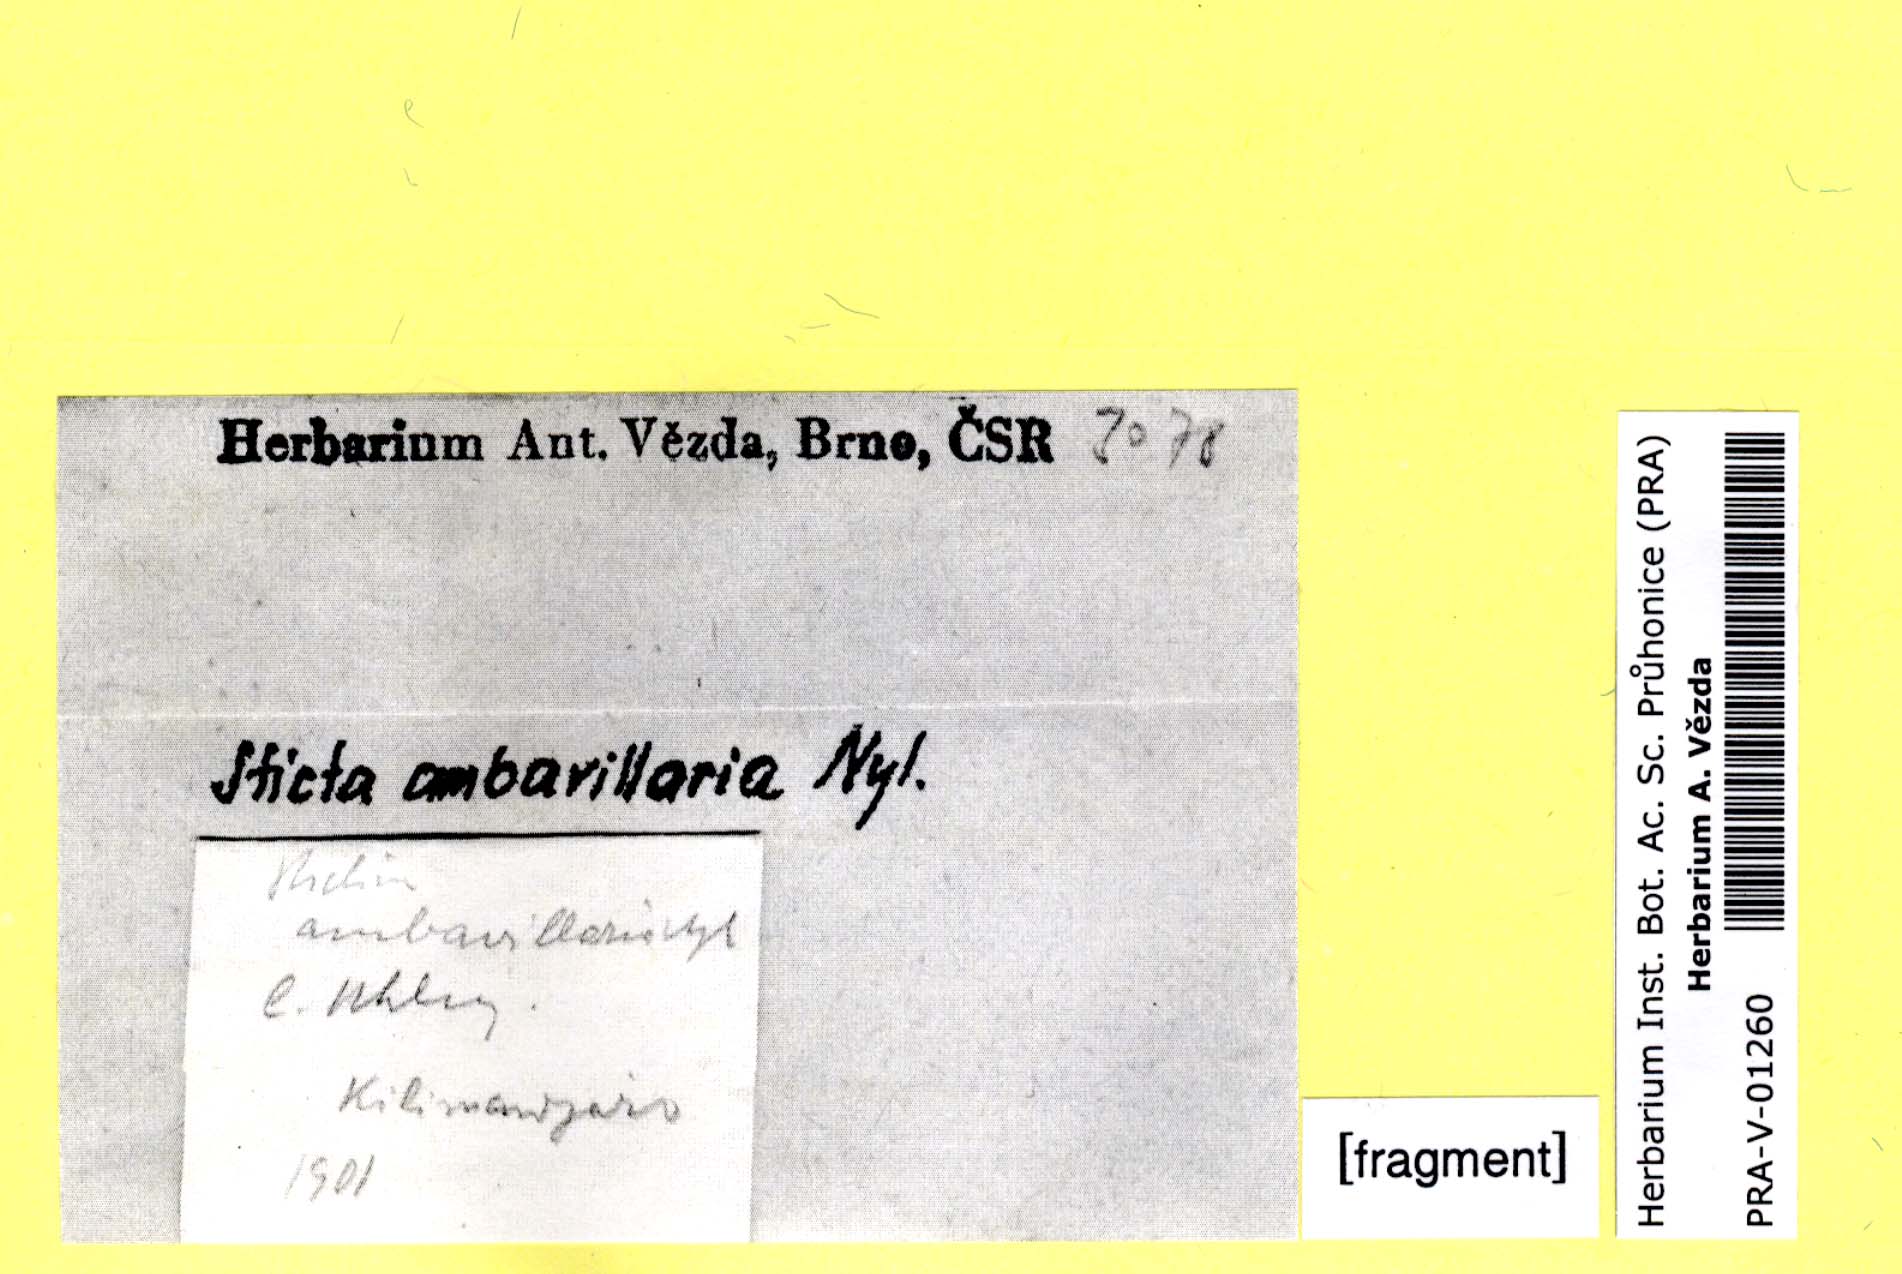 Herbarium Ant. Vězda, Brno, ČSR 7078
Sticta ambavillaria Nyl.
Sticta
ambavillaria Nyl
C. Uhlig.
Kilimandjaro
1901
[fragment]
Herbarium Inst. Bot. Ac. Sc. Průhonice (PRA)
Herbarium A. Vězda
PRA-V-01260